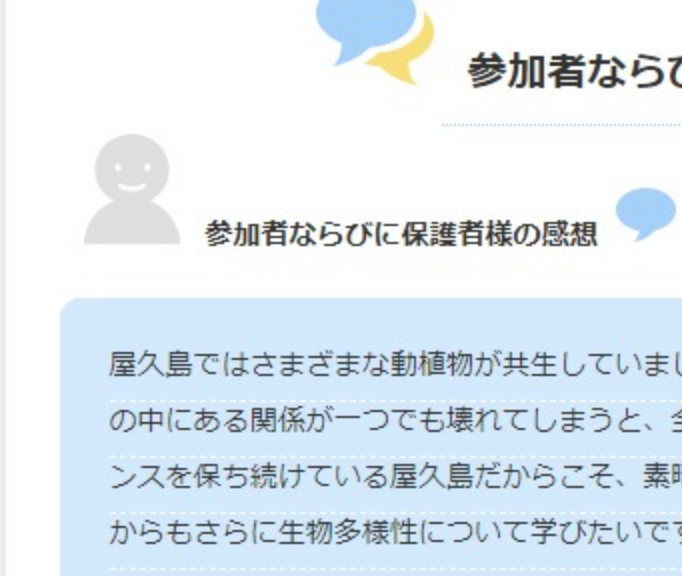 参加者ならび
参加者ならびに保護者様の感想
屋久島ではさまざまな動植物が共生していまし
の中にある関係が一つでも壊れてしまうと、全
ンスを保ち続けている屋久島だからこそ、素晴
からもさらに生物多様性について学びたいです